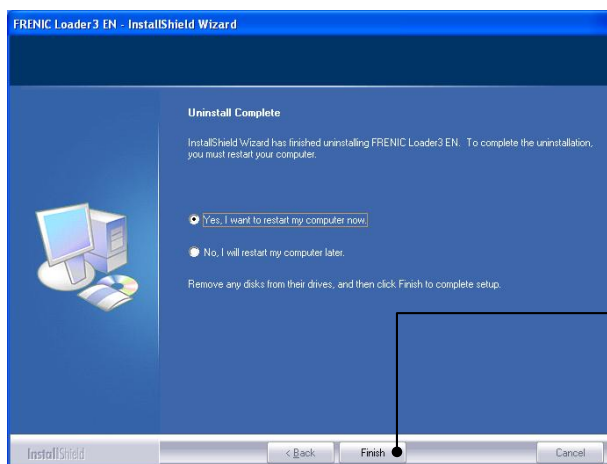 FRENIC Loader3 EN - InstallShield Wizard
Uninstall Complete
InstallShield Wizard has finished uninstalling FRENIC Loader3 EN. To complete the uninstallation,
you must restart your computer.
Yes, I want to restart my computer now.
No, I will restart my computer later.
Remove any disks from their drives, and then click Finish to complete setup.
InstallShield
< Back
Finish
Cancel